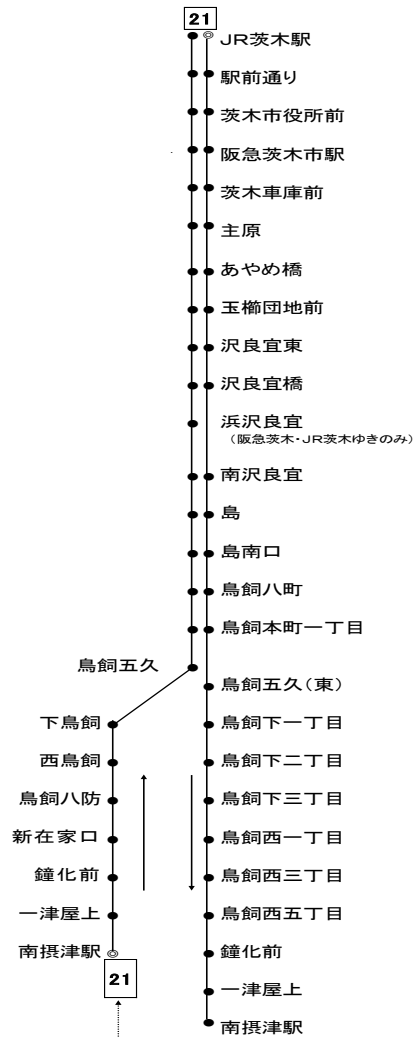 21
JR茨木駅
駅前通り
茨木市役所前
阪急茨木市駅
茨木車庫前
主原
あやめ橋
玉櫛団地前
沢良宜東
沢良宜橋
浜沢良宜
（阪急茨木・JR茨木ゆきのみ）
南沢良宜
島
島南口
鳥飼八町
鳥飼本町一丁目
鳥飼五久
鳥飼五久（東）
下鳥飼
鳥飼下一丁目
西鳥飼
鳥飼下二丁目
鳥飼八防
鳥飼下三丁目
新在家口
鳥飼西一丁目
鐘化前
鳥飼西三丁目
一津屋上
鳥飼西五丁目
南摂津駅
鐘化前
21
一津屋上
南摂津駅